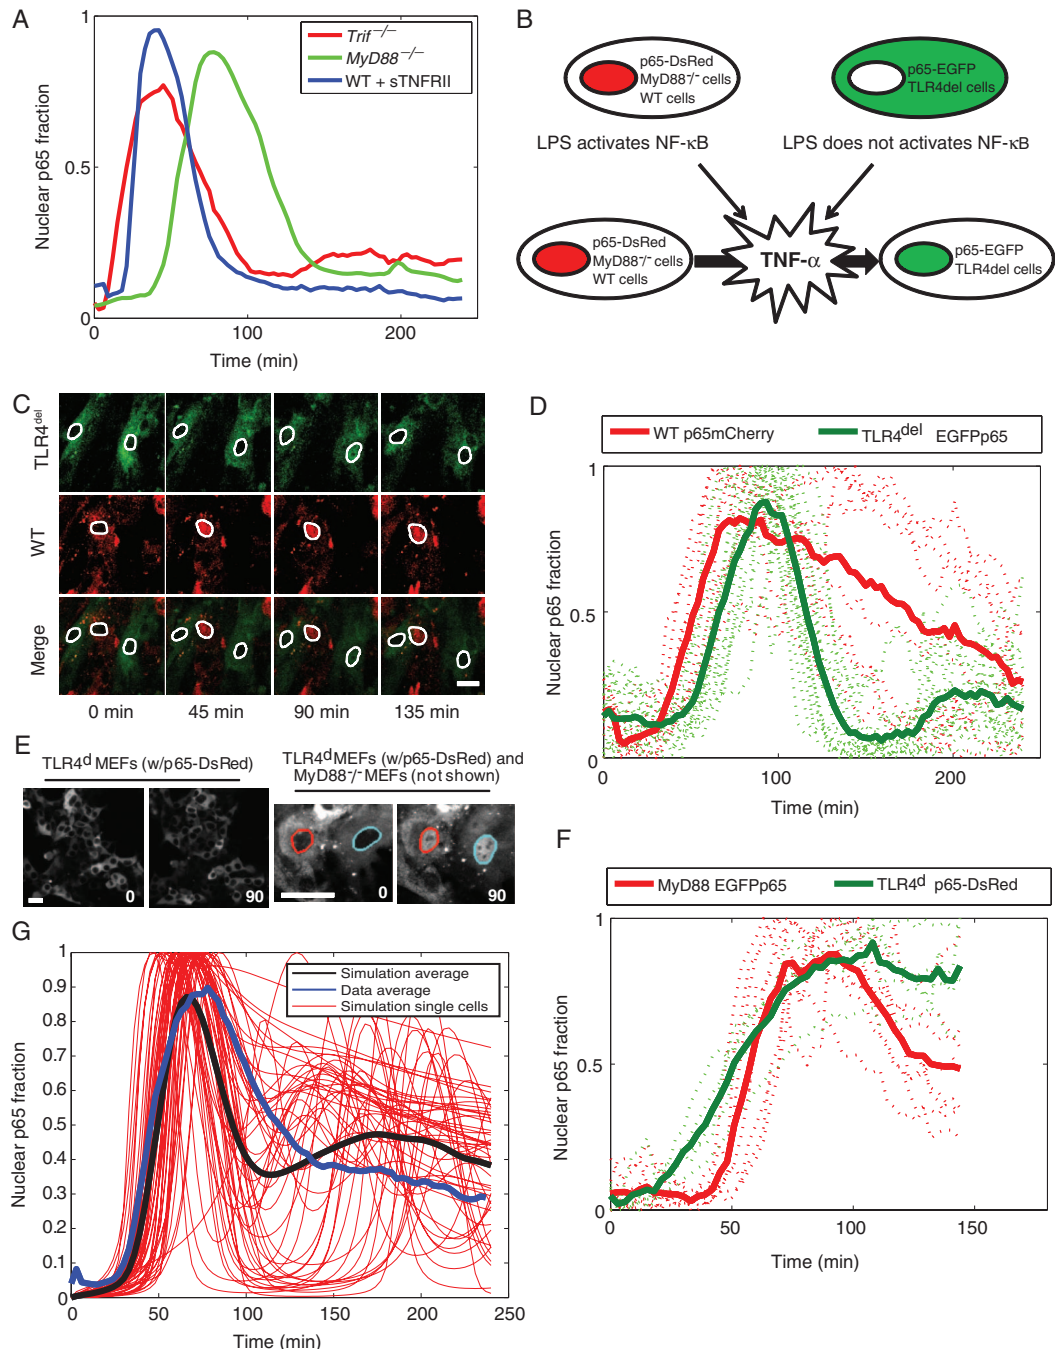 A
1
0.5
0
Nuclear p65 fraction
Trif−/−
MyD88−/−
WT + sTNFRII
0
100
200
Time (min)
B
p65-DsRed
MyD88-/- cells
WT cells
p65-EGFP
TLR4del cells
LPS activates NF-κB
LPS does not activates NF-κB
p65-DsRed
MyD88-/- cells
WT cells
TNF-α
p65-EGFP
TLR4del cells
C
TLR4del
WT
Merge
0 min
45 min
90 min
135 min
D
WT p65mCherry
TLR4del EGFPp65
1
0.5
0
Nuclear p65 fraction
0
100
200
Time (min)
E
TLR4d MEFs (w/p65-DsRed)
TLR4d MEFs (w/p65-DsRed) and
MyD88-/- MEFs (not shown)
0
90
0
90
F
MyD88 EGFPp65
TLR4d p65-DsRed
1
0.5
0
Nuclear p65 fraction
0
50
100
150
Time (min)
G
1
0.9
0.8
0.7
0.6
0.5
0.4
0.3
0.2
0.1
0
Nuclear p65 fraction
Simulation average
Data average
Simulation single cells
0
50
100
150
200
250
Time (min)